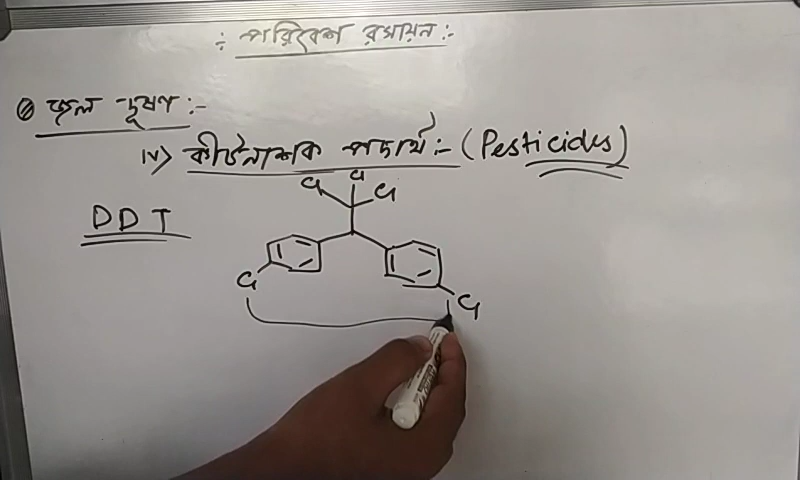 :- পরিবেশ রসায়ন:-
জল দূষণ:-
iv> কীটনাশক পদার্থ:- (Pesticides)
DDT
Cl Cl Cl
Cl Cl